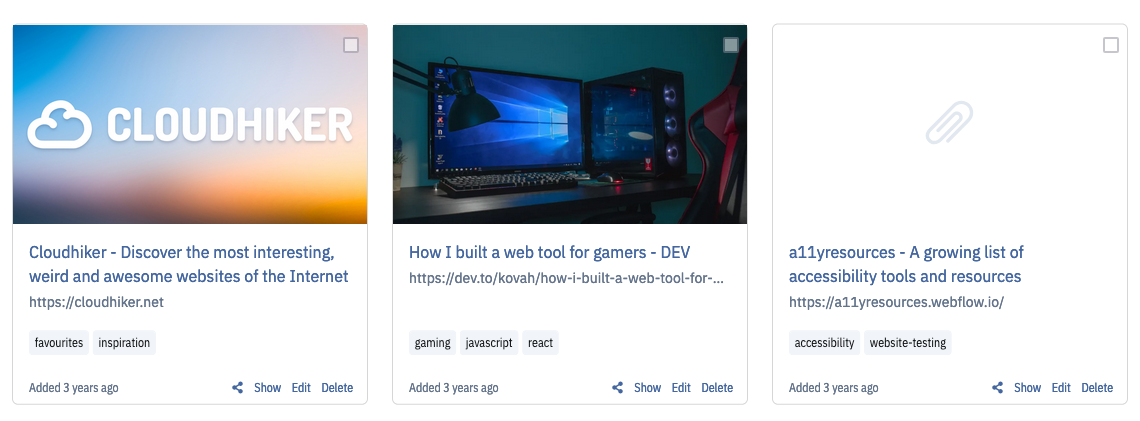 CLOUDHIKER
Cloudhiker - Discover the most interesting,
weird and awesome websites of the Internet
https://cloudhiker.net
favourites inspiration
Added 3 years ago Show Edit Delete
How I built a web tool for gamers - DEV
https://dev.to/kovah/how-i-built-a-web-tool-for-...
gaming javascript react
Added 3 years ago Show Edit Delete
a11yresources - A growing list of
accessibility tools and resources
https://a11yresources.webflow.io/
accessibility website-testing
Added 3 years ago Show Edit Delete